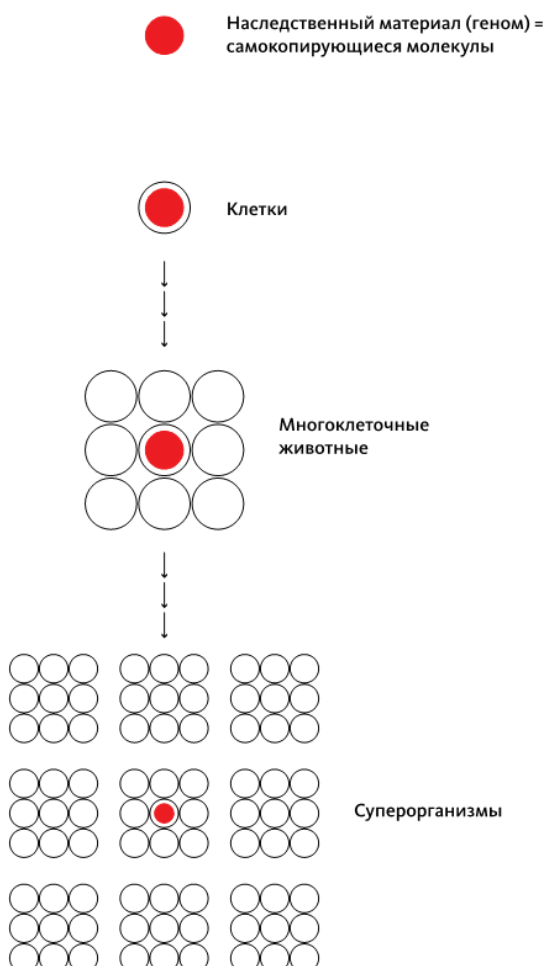 Наследственный материал (геном) =
самокопирующиеся молекулы
Клетки
Многоклеточные
животные
Суперорганизмы